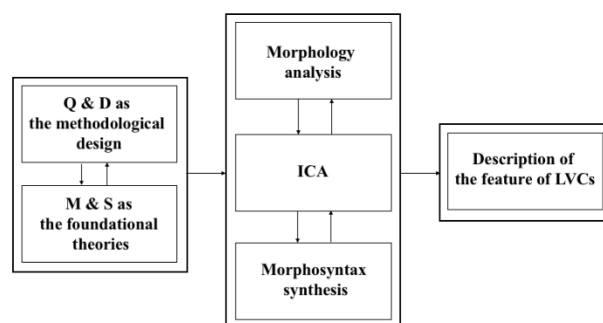 Q & D as
the methodological
design
M & S as
the foundational
theories
Morphology
analysis
ICA
Morphosyntax
synthesis
Description of
the feature of LVCs